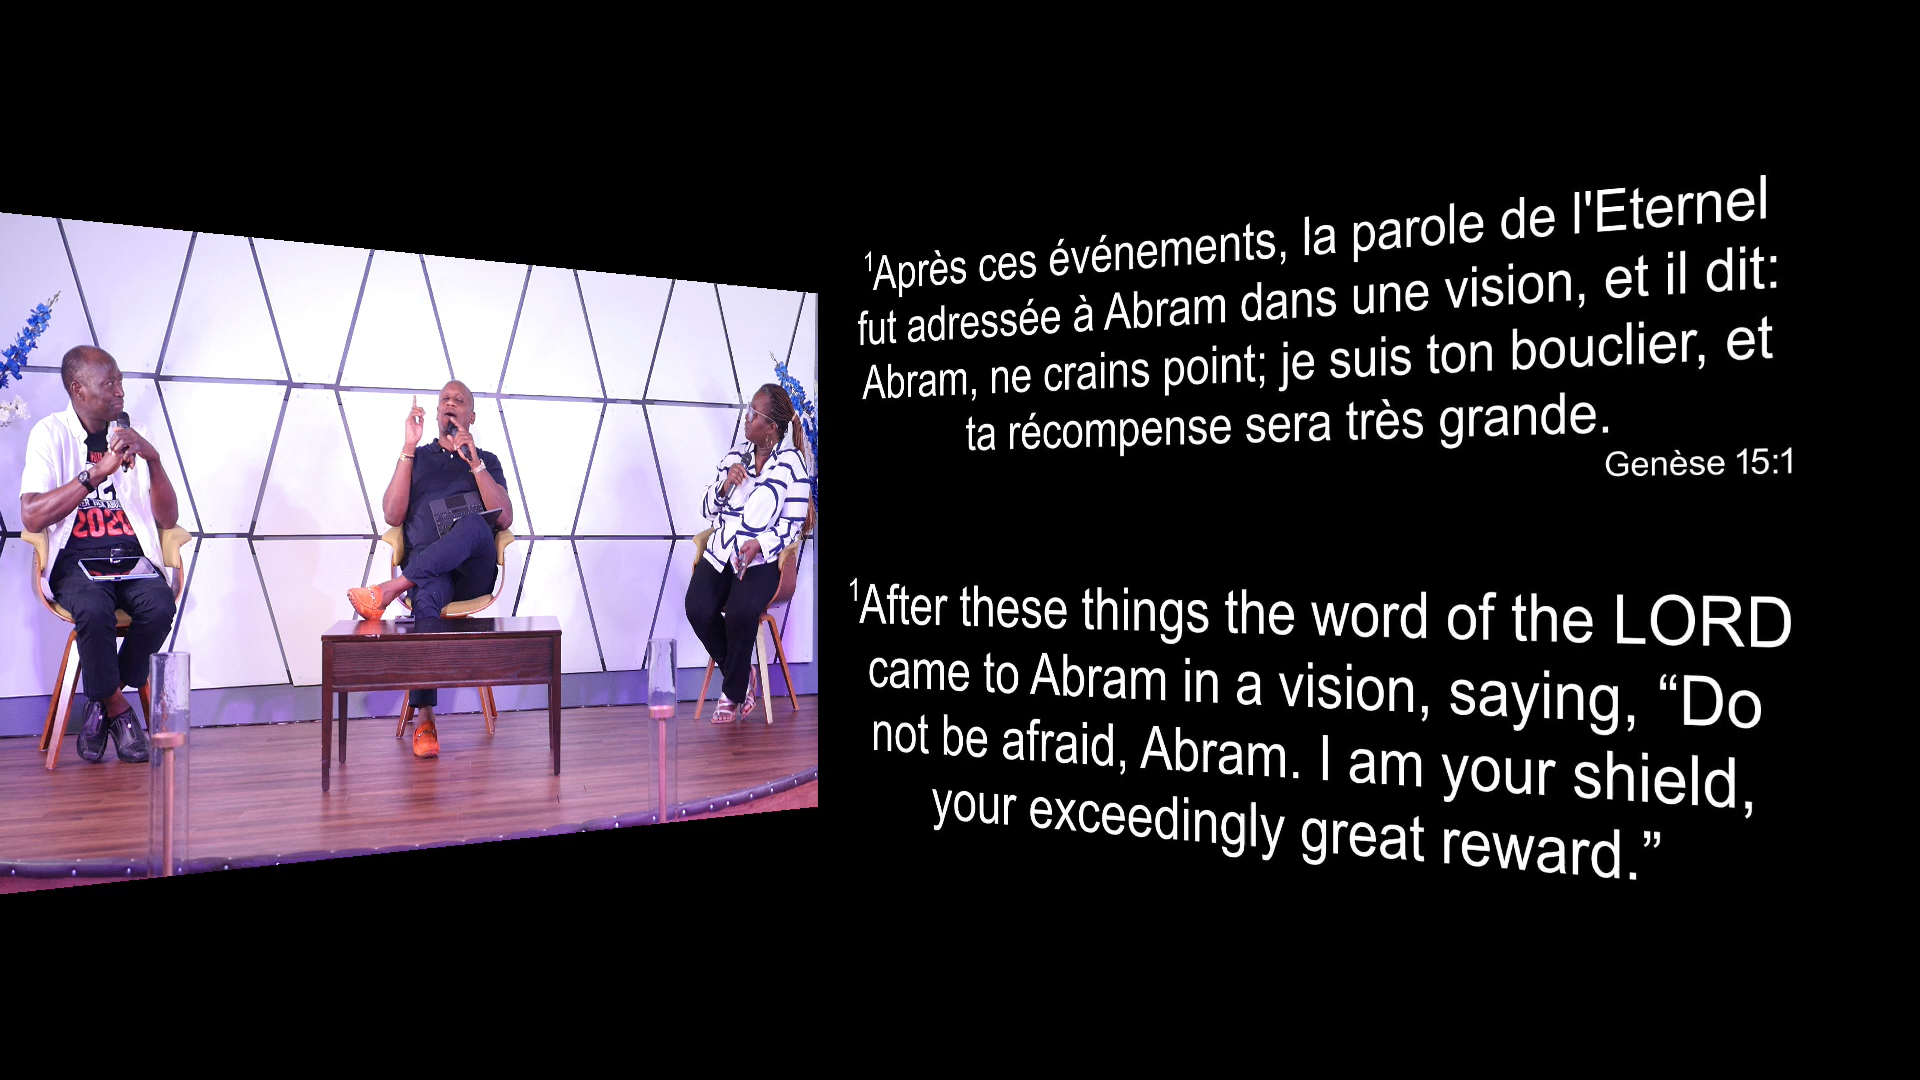 ¹Après ces événements, la parole de l'Eternel
fut adressée à Abram dans une vision, et il dit:
Abram, ne crains point; je suis ton bouclier, et
ta récompense sera très grande.
Genèse 15:1
¹After these things the word of the LORD
came to Abram in a vision, saying, “Do
not be afraid, Abram. I am your shield,
your exceedingly great reward.”
2020